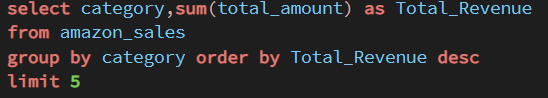 select category,sum(total_amount) as Total_Revenue
from amazon_sales
group by category order by Total_Revenue desc
limit 5